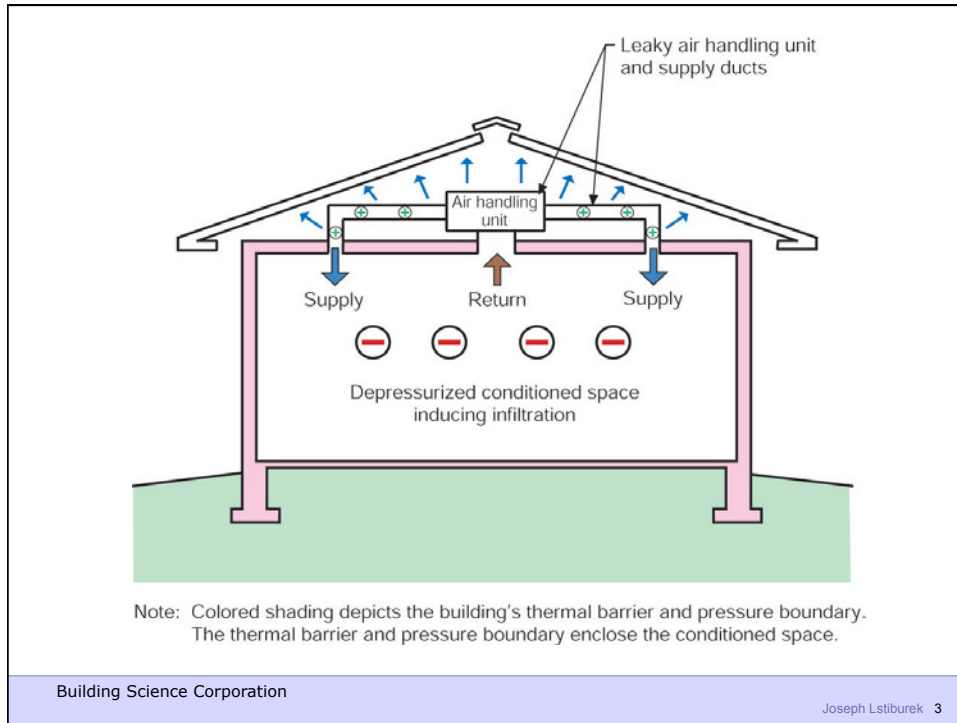 Leaky air handling unit
and supply ducts
Air handling
unit
Supply
Return
Supply
Depressurized conditioned space
inducing infiltration
Note: Colored shading depicts the building's thermal barrier and pressure boundary.
The thermal barrier and pressure boundary enclose the conditioned space.
Building Science Corporation
Joseph Lstiburek 3